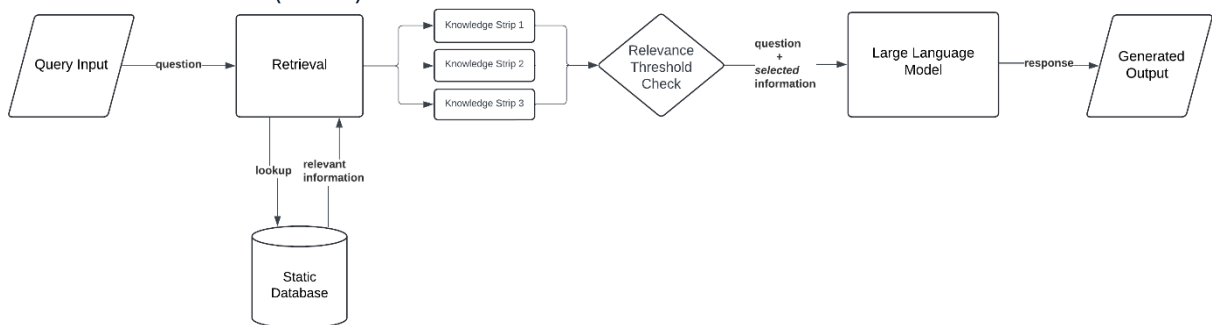 Query Input
question
Retrieval
Knowledge Strip 1
Knowledge Strip 2
Knowledge Strip 3
Relevance
Threshold
Check
question
+
selected
information
Large Language
Model
response
Generated
Output
lookup
relevant
information
Static
Database